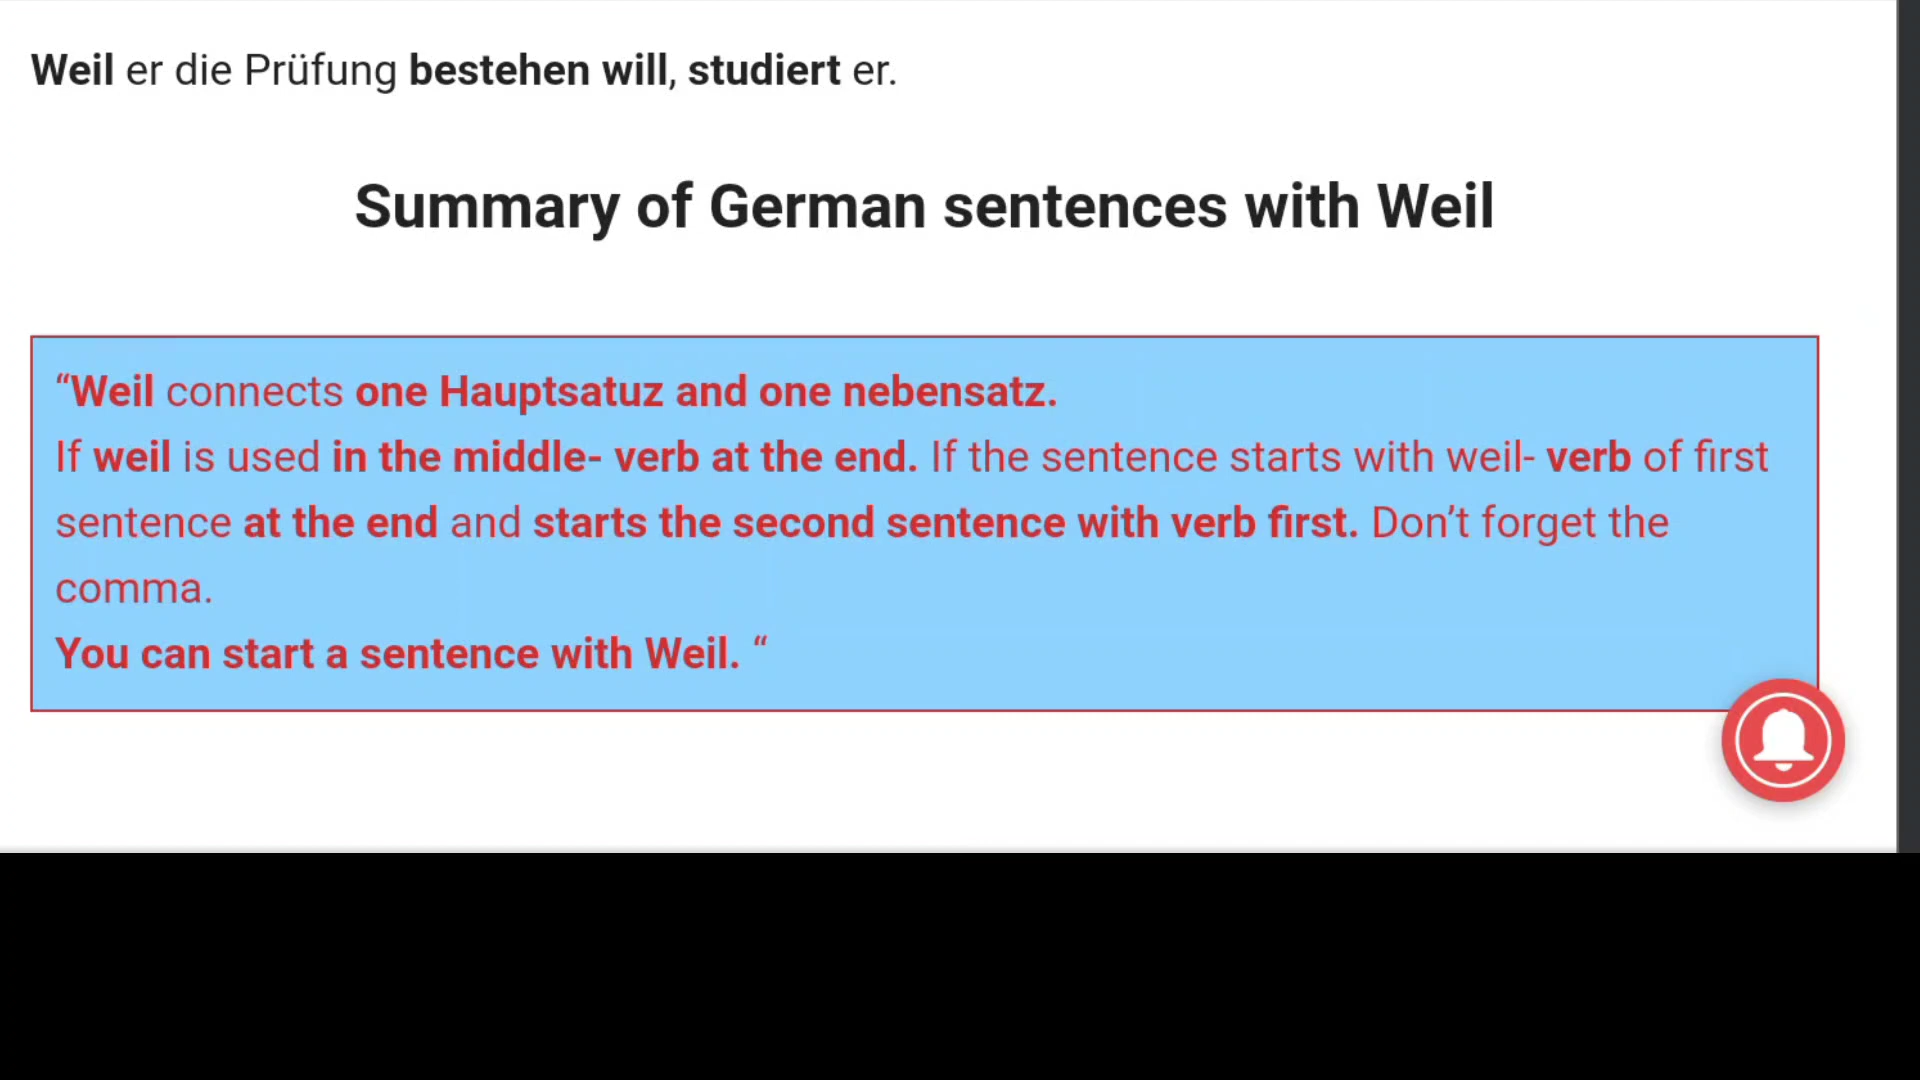 Weil er die Prüfung bestehen will, studiert er.
Summary of German sentences with Weil
“Weil connects one Hauptsatuz and one nebensatz.
If weil is used in the middle- verb at the end. If the sentence starts with weil- verb of first
sentence at the end and starts the second sentence with verb first. Don’t forget the
comma.
You can start a sentence with Weil. “